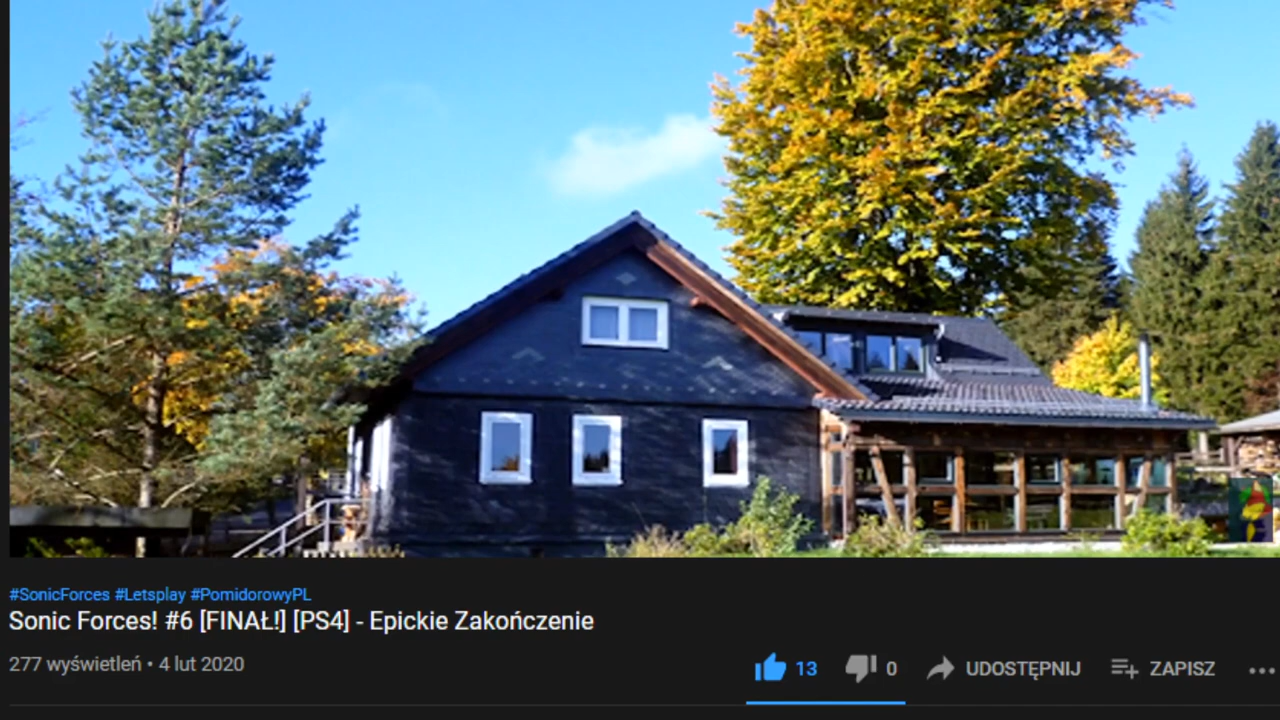 #SonicForces #Letsplay #PomidorowyPL
Sonic Forces! #6 [FINAŁ!] [PS4] - Epickie Zakończenie
277 wyświetleń • 4 lut 2020
13 0 UDOSTĘPNIJ ZAPISZ